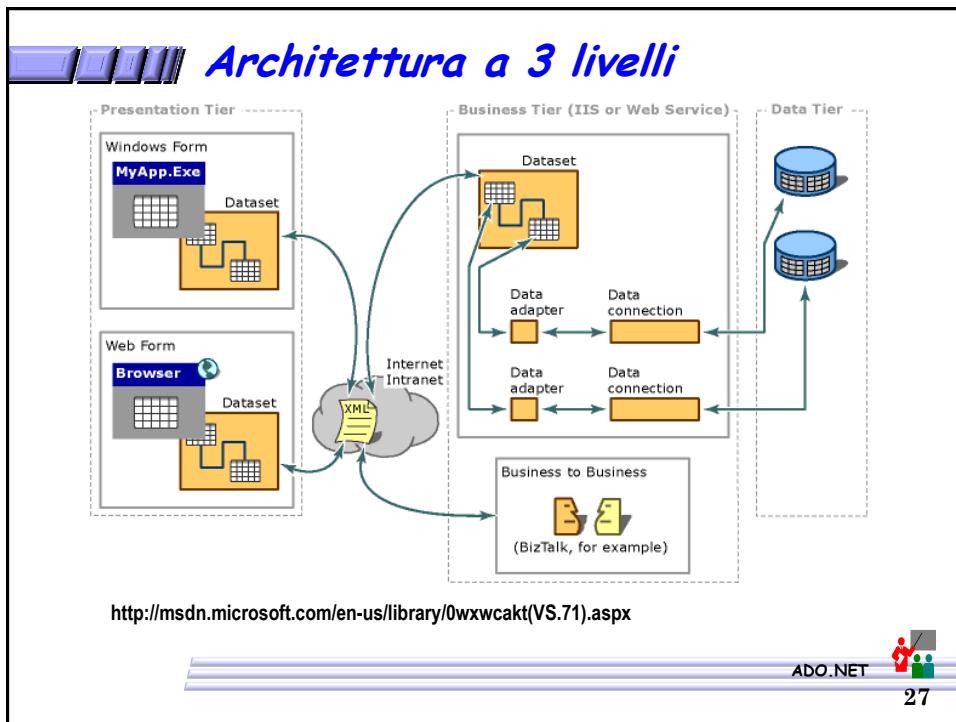 Architettura a 3 livelli
Presentation Tier
Windows Form
MyApp.Exe
Dataset
Web Form
Browser
Dataset
Internet
Intranet
XML
Business Tier (IIS or Web Service)
Dataset
Data
adapter
Data
connection
Data
adapter
Data
connection
Business to Business
(BizTalk, for example)
Data Tier
http://msdn.microsoft.com/en-us/library/0wxwcakt(VS.71).aspx
ADO.NET
27